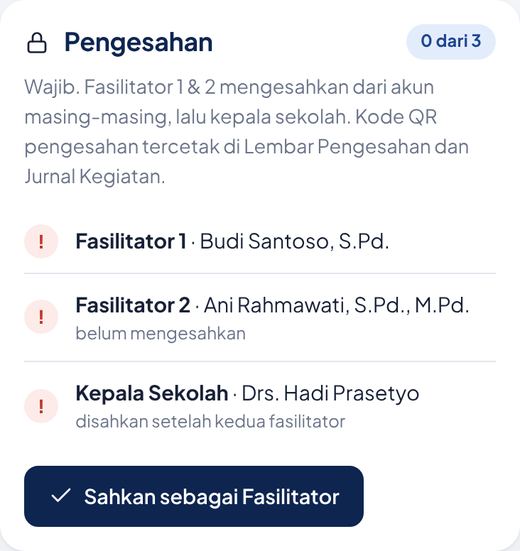 Pengesahan
0 dari 3
Wajib. Fasilitator 1 & 2 mengesahkan dari akun
masing-masing, lalu kepala sekolah. Kode QR
pengesahan tercetak di Lembar Pengesahan dan
Jurnal Kegiatan.
! Fasilitator 1 · Budi Santoso, S.Pd.
! Fasilitator 2 · Ani Rahmawati, S.Pd., M.Pd.
belum mengesahkan
! Kepala Sekolah · Drs. Hadi Prasetyo
disahkan setelah kedua fasilitator
Sahkan sebagai Fasilitator